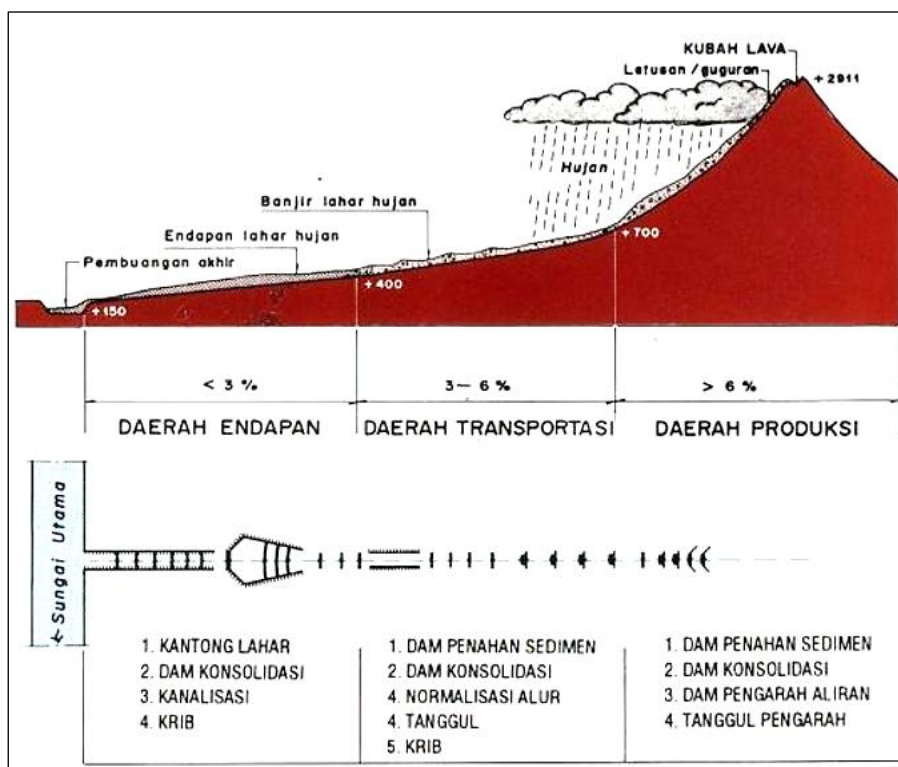 KUBAH LAVA
Letusan / guguran
+2911
Hujan
Banjir lahar hujan
Endapan lahar hujan
Pembuangan akhir
+700
+400
+150
< 3 %
3 – 6 %
> 6 %
DAERAH ENDAPAN
DAERAH TRANSPORTASI
DAERAH PRODUKSI
Sungai Utama
1. KANTONG LAHAR
2. DAM KONSOLIDASI
3. KANALISASI
4. KRIB
1. DAM PENAHAN SEDIMEN
2. DAM KONSOLIDASI
4. NORMALISASI ALUR
4. TANGGUL
5. KRIB
1. DAM PENAHAN SEDIMEN
2. DAM KONSOLIDASI
3. DAM PENGARAH ALIRAN
4. TANGGUL PENGARAH